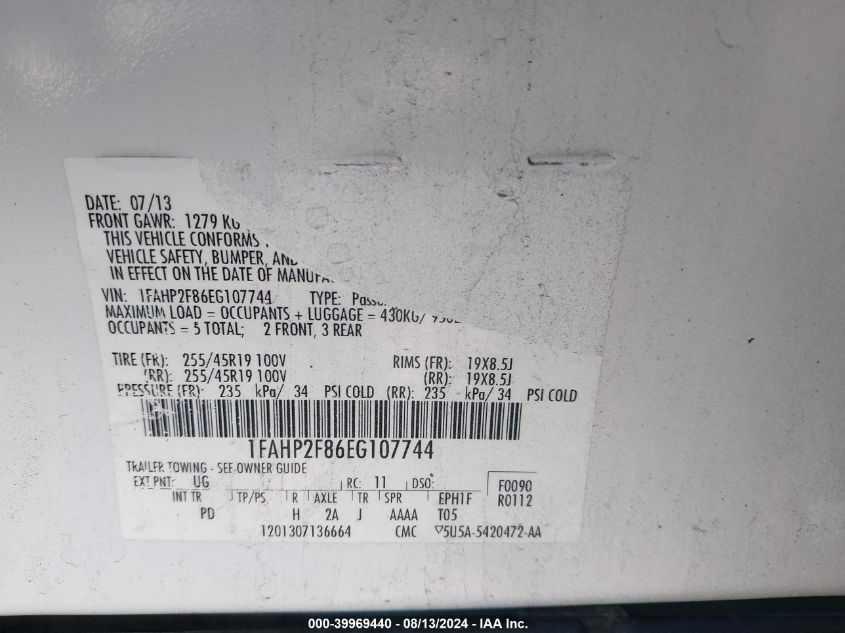 DATE: 07/13
FRONT GAWR: 1279 KG
THIS VEHICLE CONFORMS
VEHICLE SAFETY, BUMPER, AND
IN EFFECT ON THE DATE OF
VIN: 1FAHP2F86EG107744 TYPE:
MAXIMUM LOAD = OCCUPANTS + LUGGAGE = 430KG/
OCCUPANTS = 5 TOTAL; 2 FRONT, 3 REAR
TIRE (FR): 255/45R19 100V RIMS (FR): 19X8.5J
(RR): 255/45R19 100V (RR): 19X8.5J
PRESSURE (FR): 235 kPa/ 34 PSI COLD (RR): 235 kPa/ 34 PSI COLD
1FAHP2F86EG107744
TRAILER TOWING - SEE OWNER GUIDE
EXT PNT: UG RC: 11 DSO:
F0090
R0112
INT TR TP/PS R AXLE TR SPR EPH1F
PD H 2A J AAAA T05
1201307136664 CMC 5U5A-5420472-AA
000-39969440 - 08/13/2024 - IAA Inc.